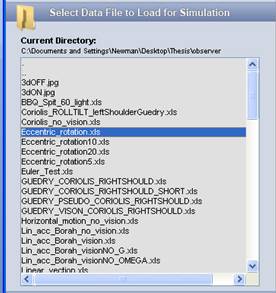 Select Data File to Load for Simulation
Current Directory:
C:\Documents and Settings\Newman\Desktop\Thesis\observer
.
..
3dOFF.jpg
3dON.jpg
BBQ_Spit_60_light.xls
Coriolis_ROLLTILT_leftShoulderGuedry.xls
Coriolis_no_vision.xls
Eccentric_rotation.xls
Eccentric_rotation10.xls
Eccentric_rotation20.xls
Eccentric_rotation5.xls
Euler_Test.xls
GUEDRY_CORIOLIS_RIGHTSHOULD.xls
GUEDRY_CORIOLIS_RIGHTSHOULD_SHORT.xls
GUEDRY_PSEUDO_CORIOLIS_RIGHTSHOULD.xls
GUEDRY_VISON_CORIOLIS_RIGHTSHOULD.xls
Horizontal_motion_no_vision.xls
Lin_acc_Borah_no_vision.xls
Lin_acc_Borah_vision.xls
Lin_acc_Borah_visionNO_G.xls
Lin_acc_Borah_visionNO_OMEGA.xls
Linear_vection.xls